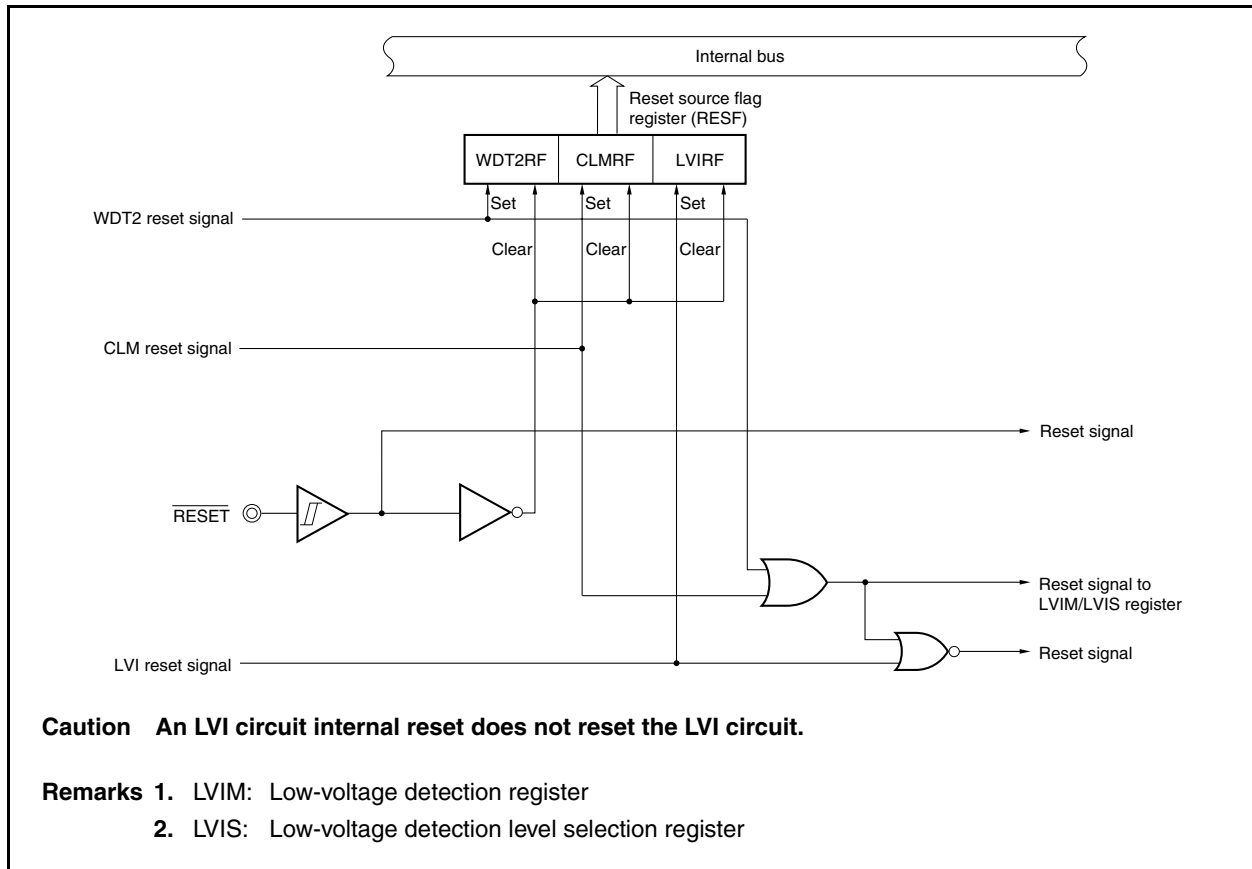 Internal bus
Reset source flag
register (RESF)
WDT2RF CLMRF LVIRF
Set Set Set
WDT2 reset signal
Clear Clear Clear
CLM reset signal
Reset signal
RESET
Reset signal to
LVIM/LVIS register
Reset signal
LVI reset signal
Caution An LVI circuit internal reset does not reset the LVI circuit.
Remarks 1. LVIM: Low-voltage detection register
2. LVIS: Low-voltage detection level selection register